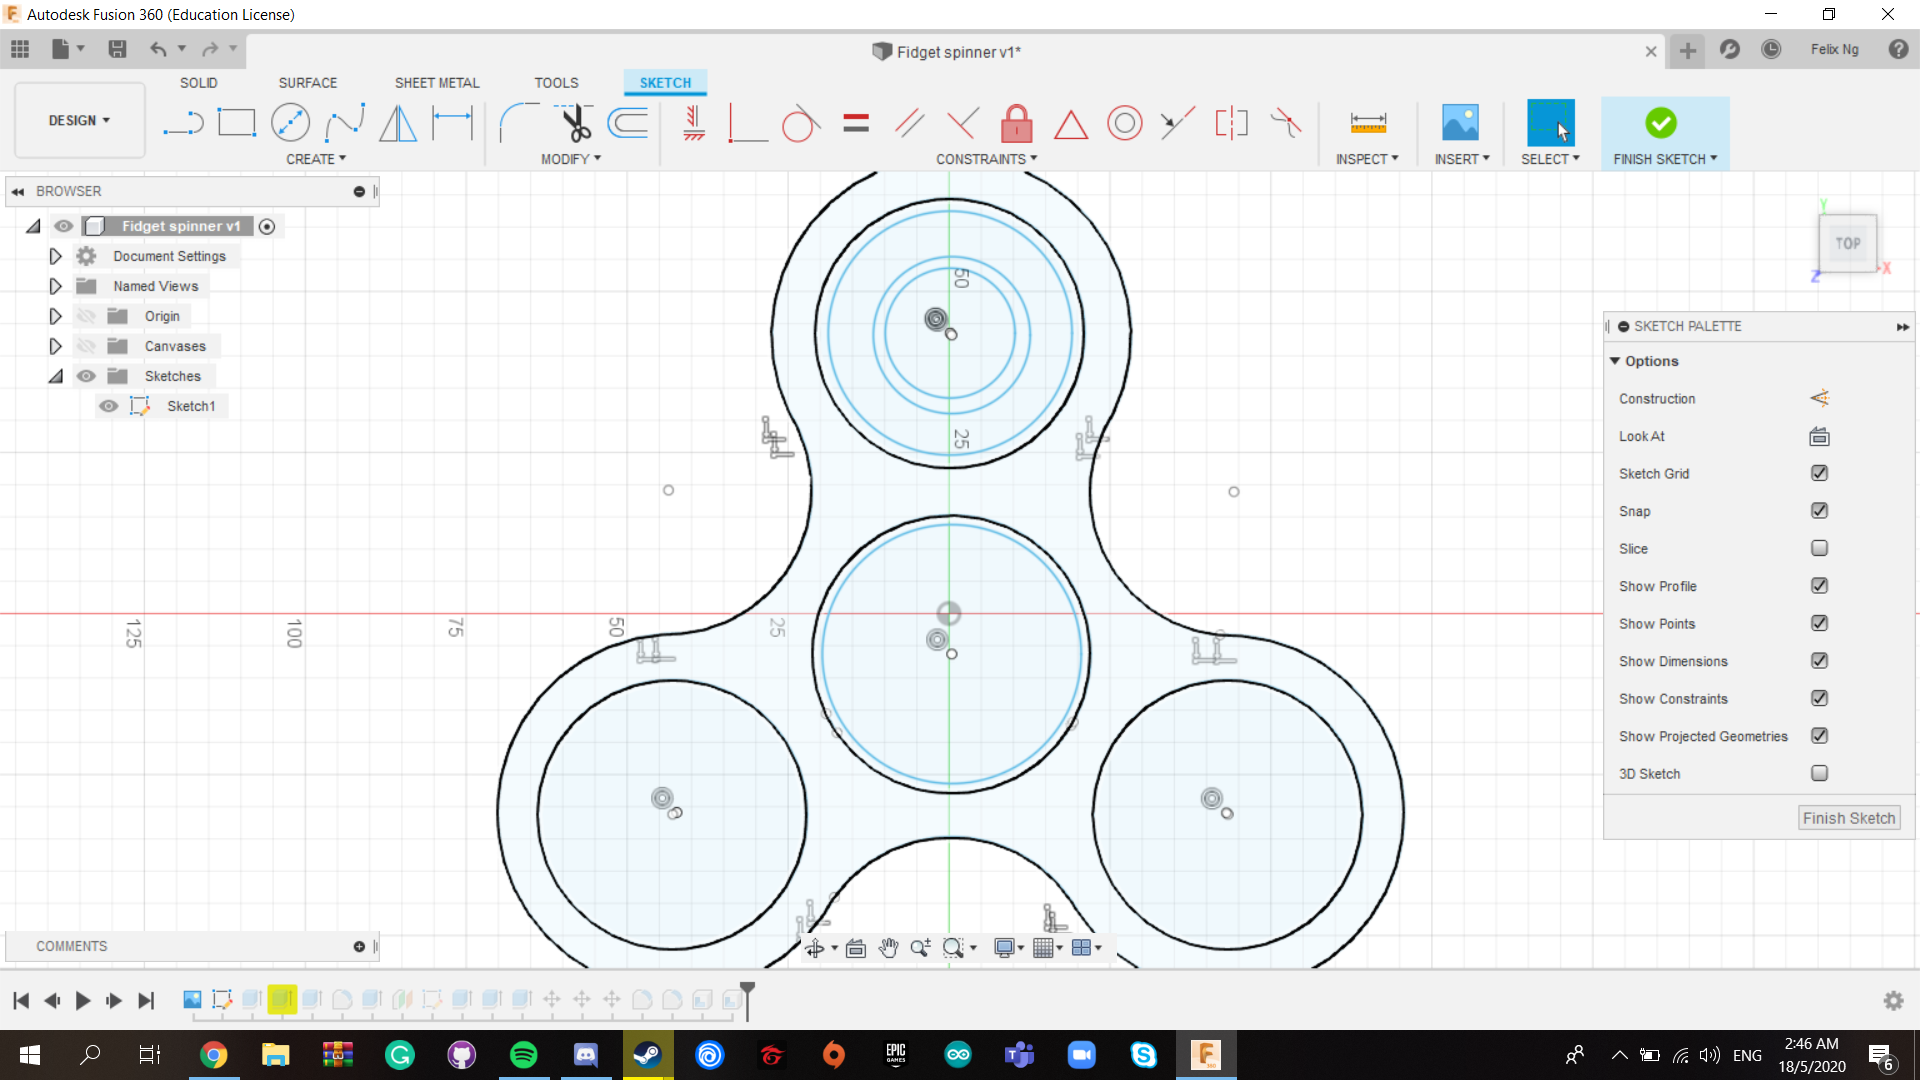 Autodesk Fusion 360 (Education License)
Fidget spinner v1*
Felix Ng
SOLID
SURFACE
SHEET METAL
TOOLS
SKETCH
DESIGN
CREATE
MODIFY
CONSTRAINTS
INSPECT
INSERT
SELECT
FINISH SKETCH
BROWSER
Fidget spinner v1
Document Settings
Named Views
Origin
Canvases
Sketches
Sketch1
Y
TOP
X
Z
50
25
125
100
75
50
25
SKETCH PALETTE
Options
Construction
Look At
Sketch Grid
Snap
Slice
Show Profile
Show Points
Show Dimensions
Show Constraints
Show Projected Geometries
3D Sketch
Finish Sketch
COMMENTS
EPIC
GAMES
ENG
2:46 AM
18/5/2020
6